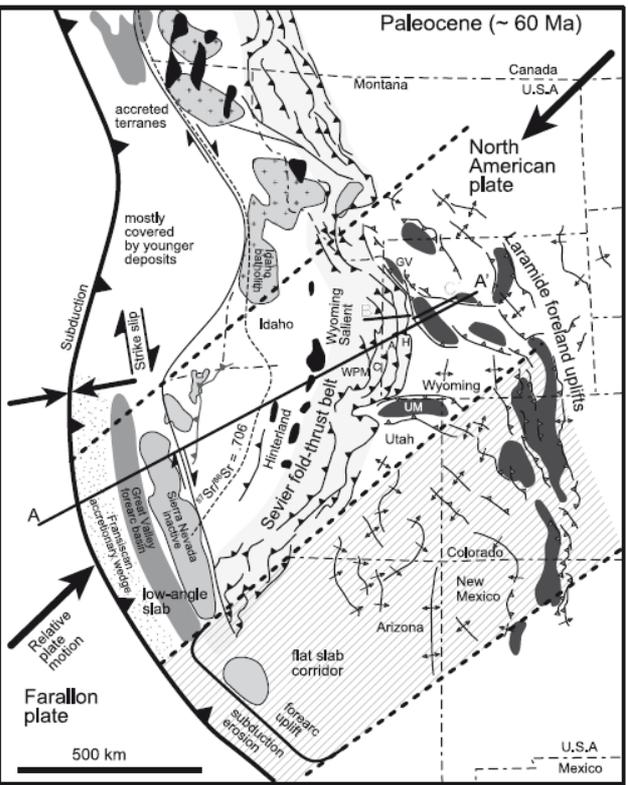 Paleocene (~ 60 Ma)
Canada
U.S.A
Montana
accreted
terranes
North
American
plate
mostly
covered
by younger
deposits
Idaho
batholith
Laramide foreland uplifts
GV
C'
A'
Subduction
Strike slip
Idaho
Wyoming
Salient
B
H
A
C
WPM
Wyoming
UM
Utah
Hinterland
Sevier fold-thrust belt
87Sr/86Sr = .706
A
Great Valley
forearc basin
Sierra Nevada
inactive
Fransiscan
accretionary wedge
low-angle
slab
Colorado
New
Mexico
Arizona
Relative
plate
motion
flat slab
corridor
Farallon
plate
forearc
uplift
subduction
erosion
500 km
U.S.A
Mexico